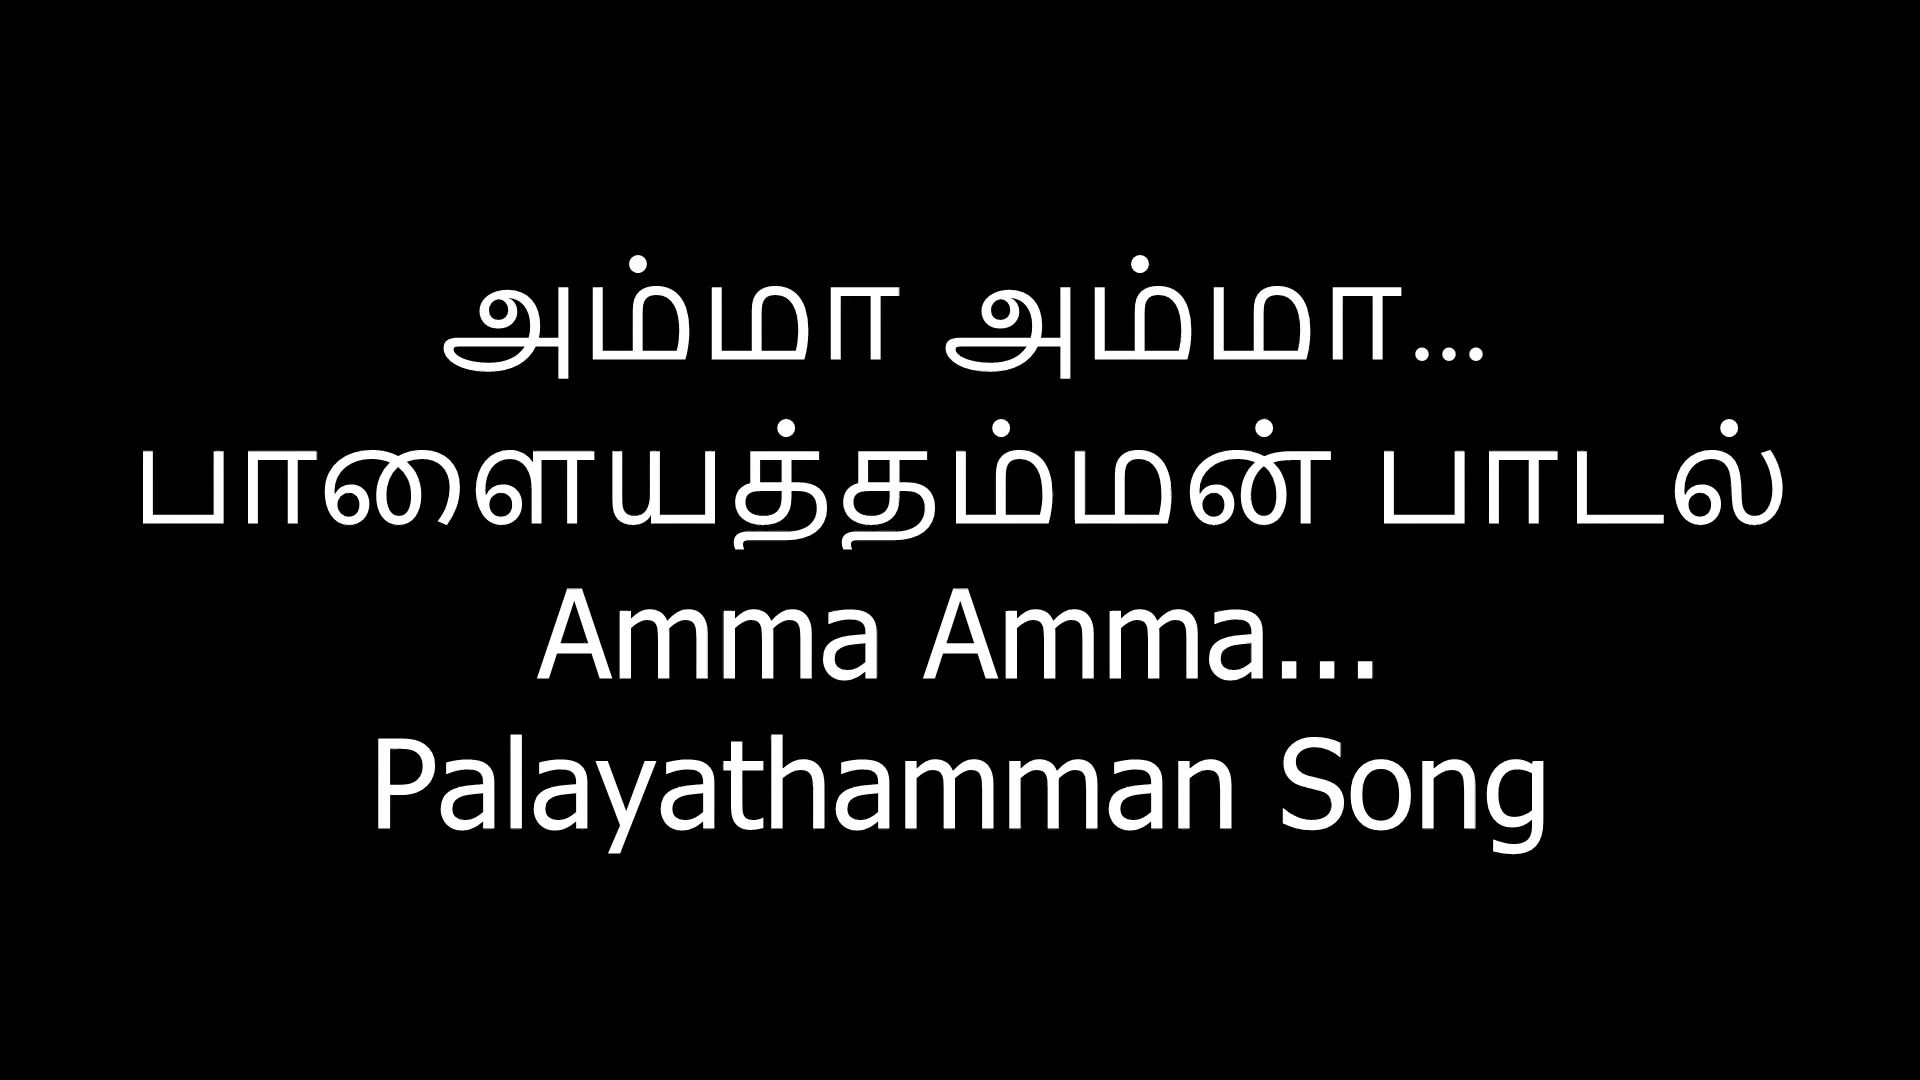 அம்மா அம்மா...
பாளையத்தம்மன் பாடல்
Amma Amma...
Palayathamman Song